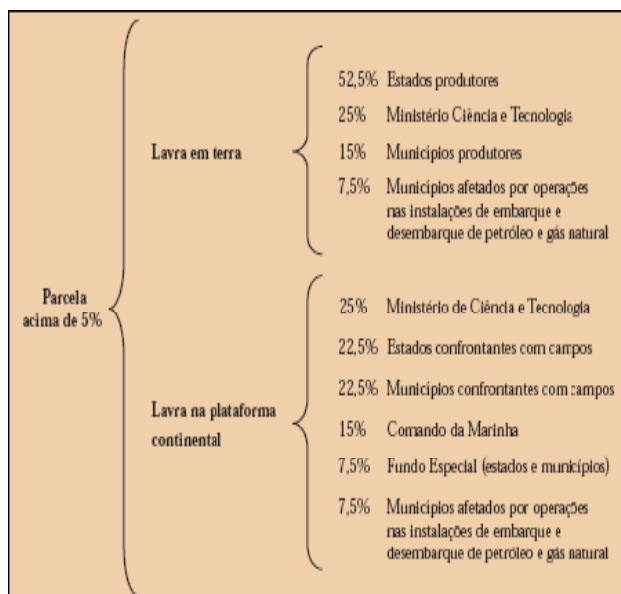 52,5% Estados produtores
25% Ministério Ciência e Tecnologia
Lavra em terra
15% Municípios produtores
7,5% Municípios afetados por operações
nas instalações de embarque e
desembarque de petróleo e gás natural
Parcela
acima de 5%
25% Ministério de Ciência e Tecnologia
22,5% Estados confrontantes com campos
22,5% Municípios confrontantes com campos
Lavra na plataforma
continental
15% Comando da Marinha
7,5% Fundo Especial (estados e municípios)
7,5% Municípios afetados por operações
nas instalações de embarque e
desembarque de petróleo e gás natural